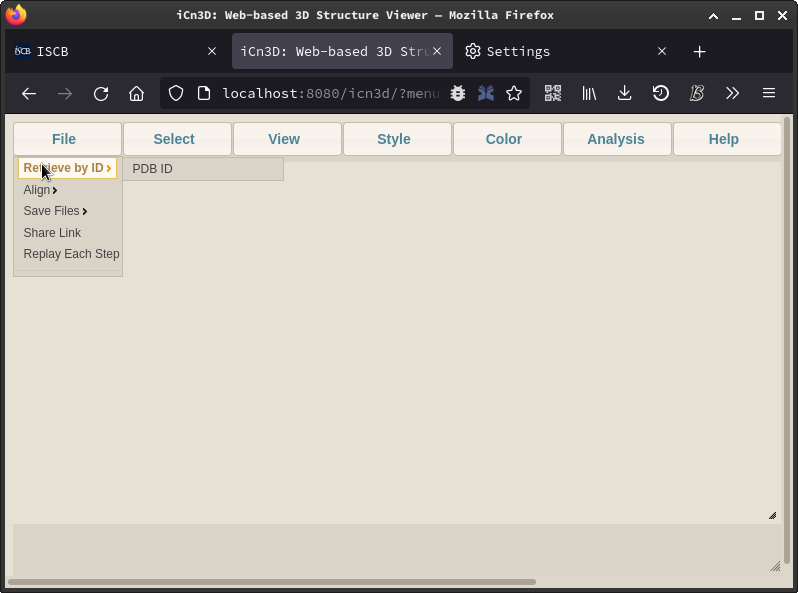 iCn3D: Web-based 3D Structure Viewer — Mozilla Firefox
ISCB
iCn3D: Web-based 3D Stru
Settings
localhost:8080/icn3d/?menu
File Select View Style Color Analysis Help
Retrieve by ID PDB ID
Align
Save Files
Share Link
Replay Each Step